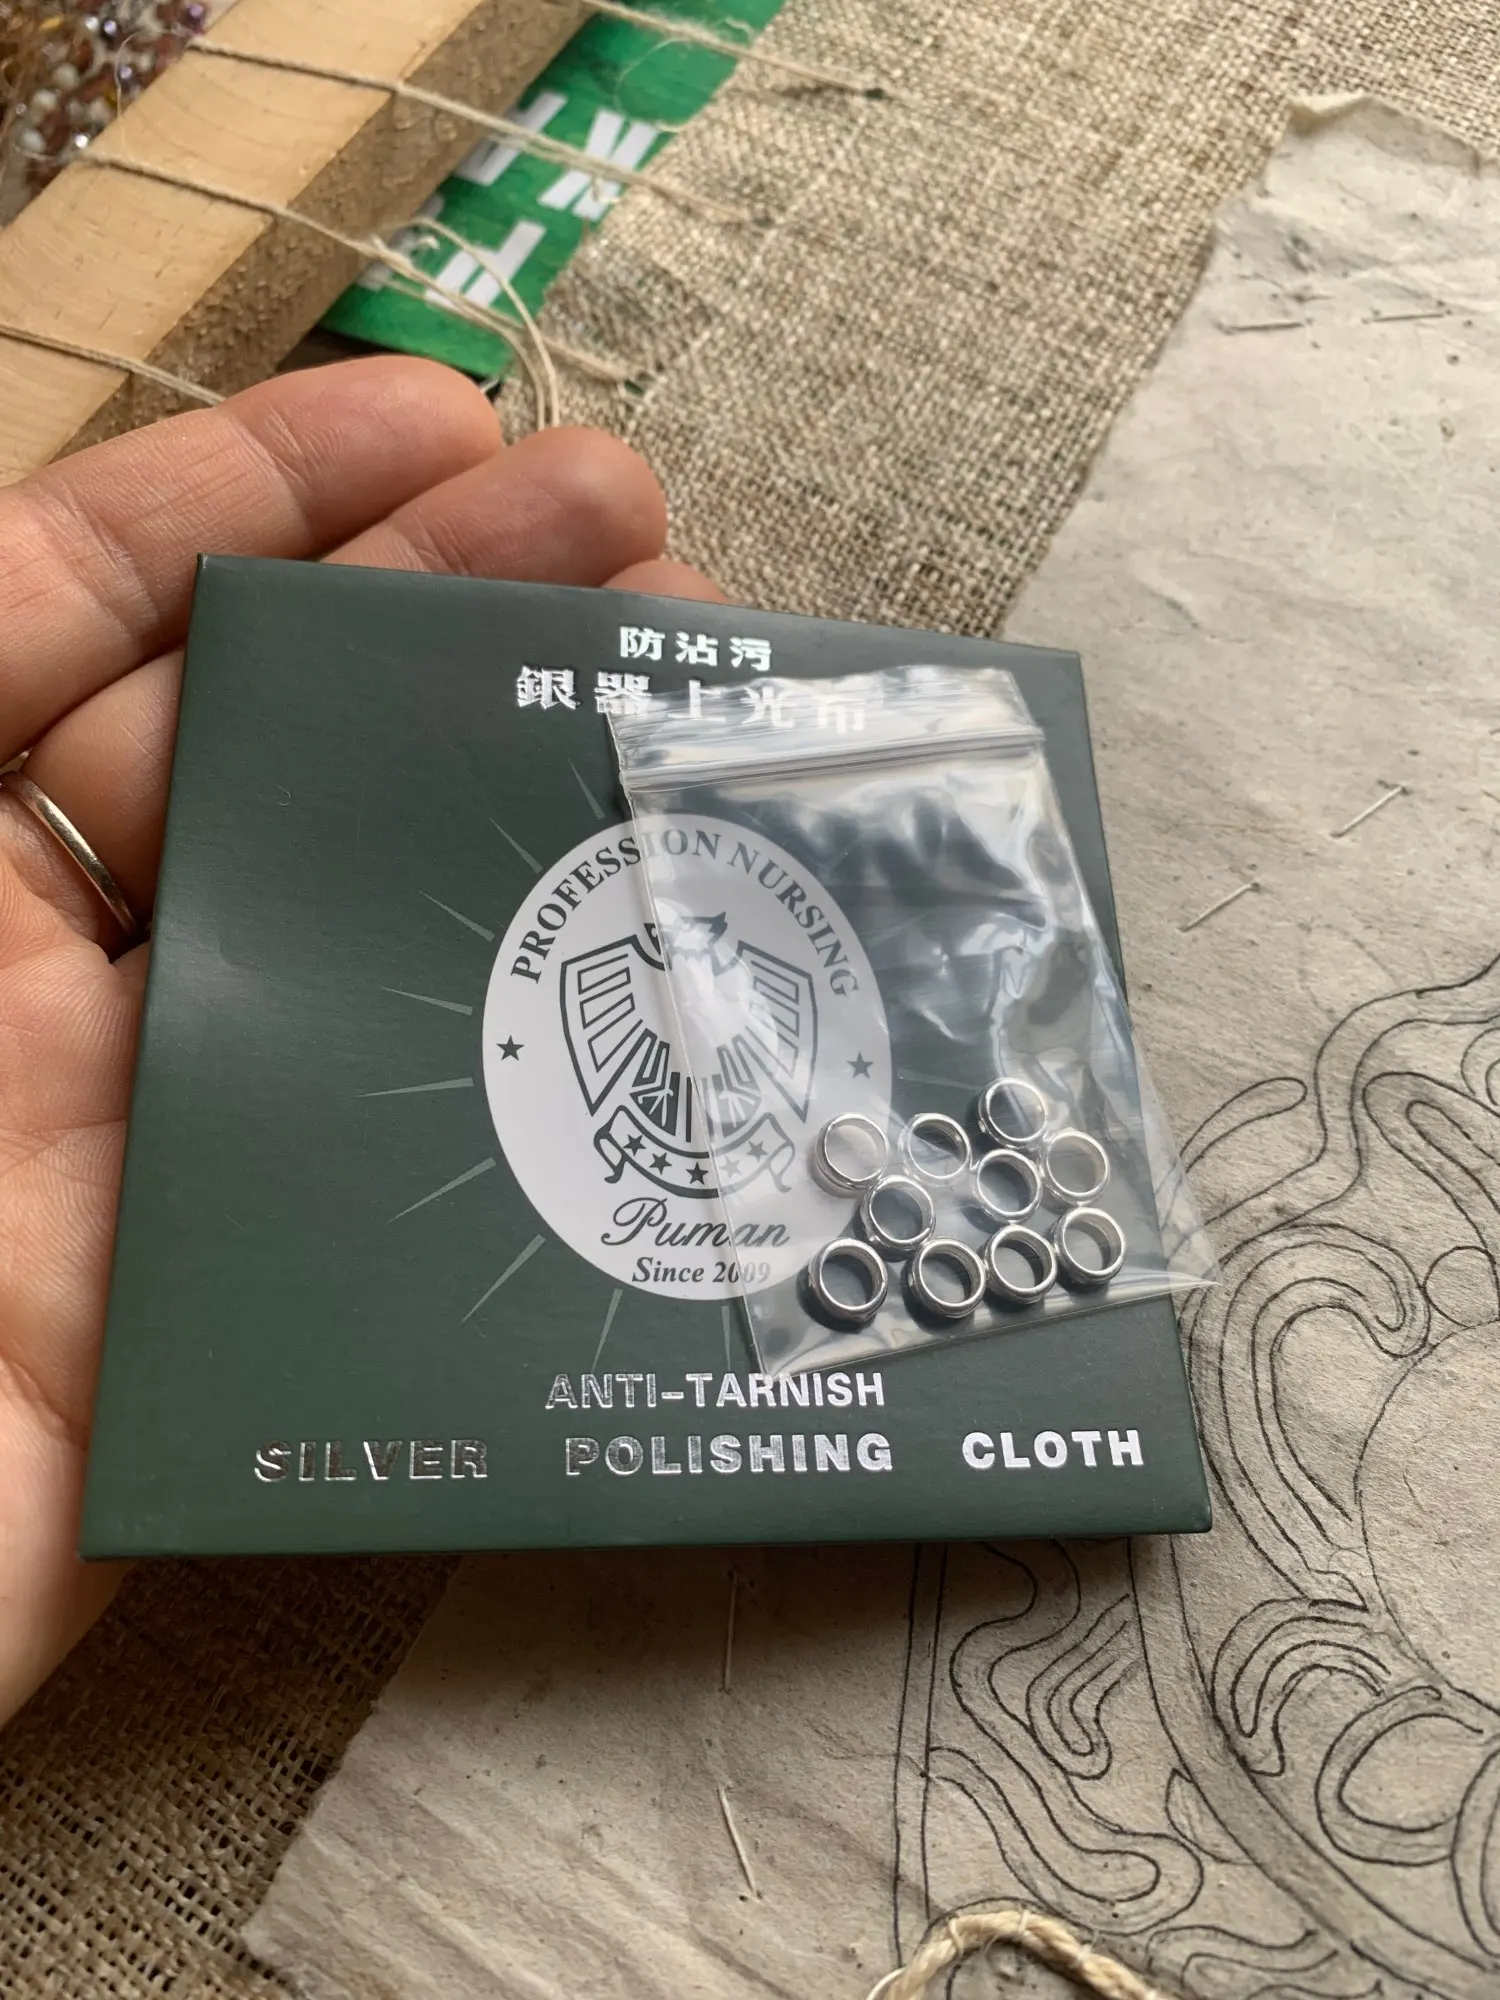 防沾污
銀器上光布
PROFESSION NURSING
Puman
Since 2009
ANTI-TARNISH
SILVER POLISHING CLOTH